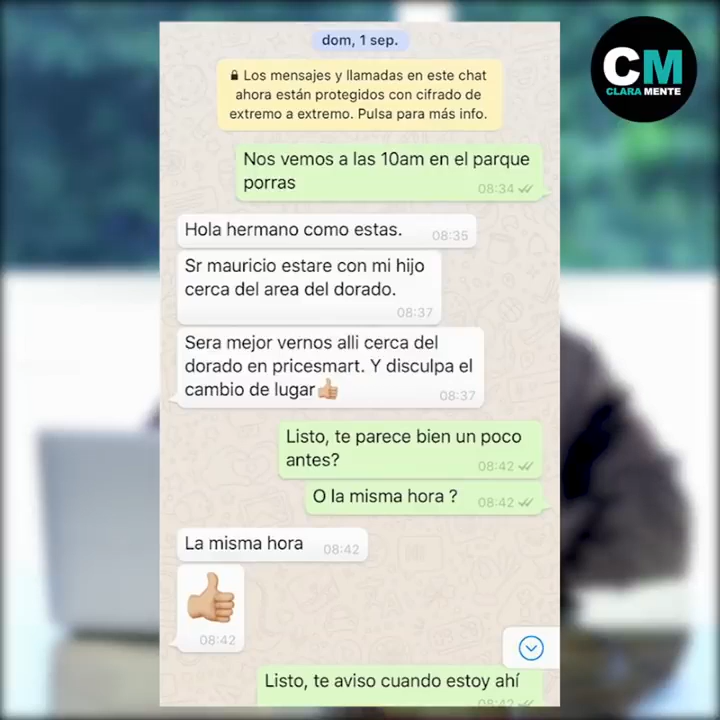 dom, 1 sep.
CM
CLARA MENTE
Los mensajes y llamadas en este chat
ahora están protegidos con cifrado de
extremo a extremo. Pulsa para más info.
Nos vemos a las 10am en el parque
porras
08:34
Hola hermano como estas.
08:35
Sr mauricio estare con mi hijo
cerca del area del dorado.
08:37
Sera mejor vernos alli cerca del
dorado en pricesmart. Y disculpa el
cambio de lugar👍🏼
08:37
Listo, te parece bien un poco
antes?
08:42
O la misma hora ?
08:42
La misma hora
08:42
👍🏼
08:42
Listo, te aviso cuando estoy ahí
08:42